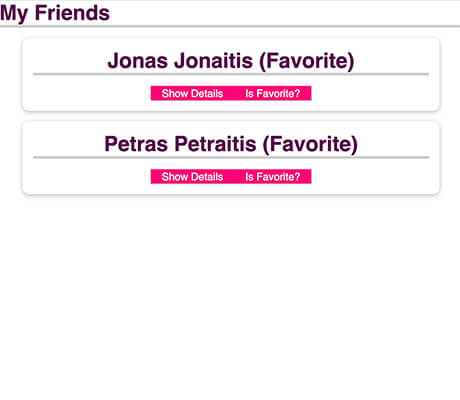 My Friends
Jonas Jonaitis (Favorite)
Show Details Is Favorite?
Petras Petraitis (Favorite)
Show Details Is Favorite?